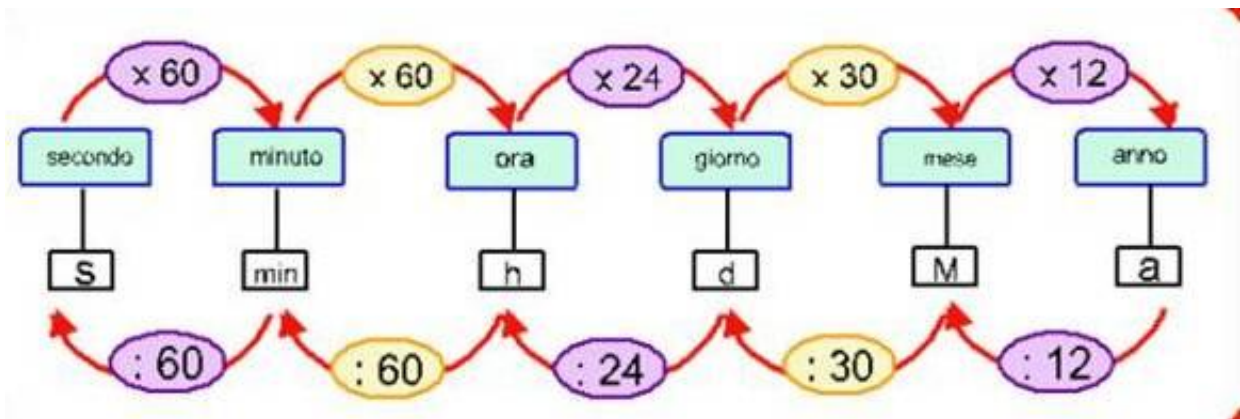 x 60 x 60 x 24 x 30 x 12
secondo minuto ora giorno mese anno
S min h d M a
: 60 : 60 : 24 : 30 : 12